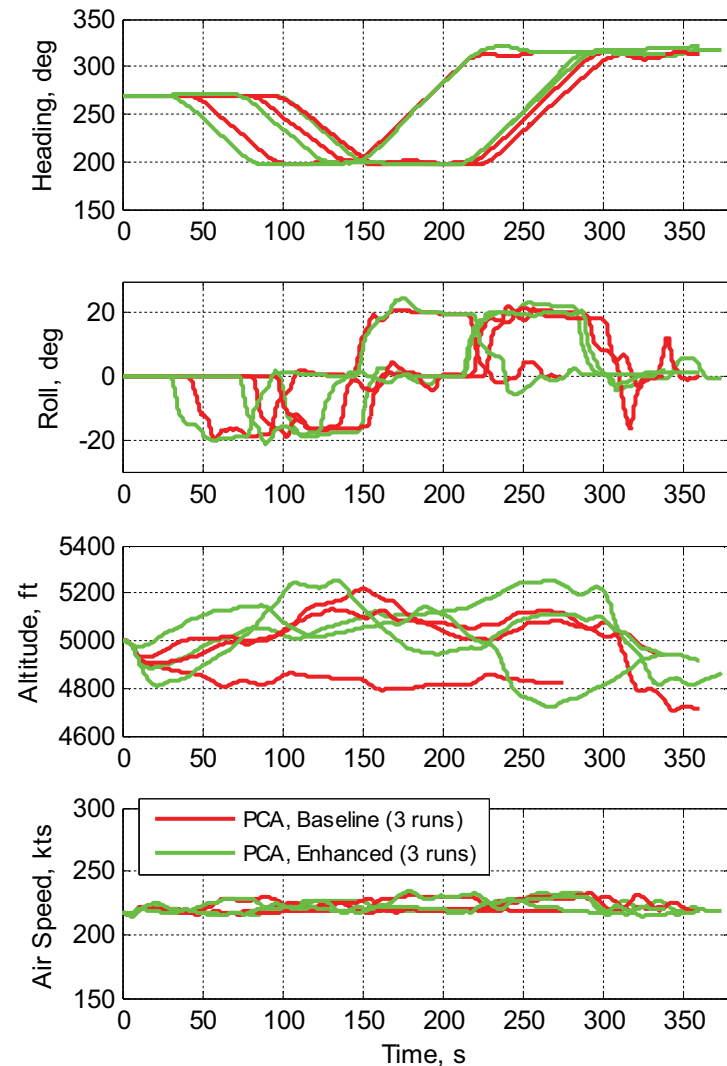 350
300
250
200
150
Heading, deg
0 50 100 150 200 250 300 350
20
0
-20
Roll, deg
0 50 100 150 200 250 300 350
5400
5200
5000
4800
4600
Altitude, ft
0 50 100 150 200 250 300 350
300
250
200
150
Air Speed, kts
PCA, Baseline (3 runs)
PCA, Enhanced (3 runs)
0 50 100 150 200 250 300 350
Time, s